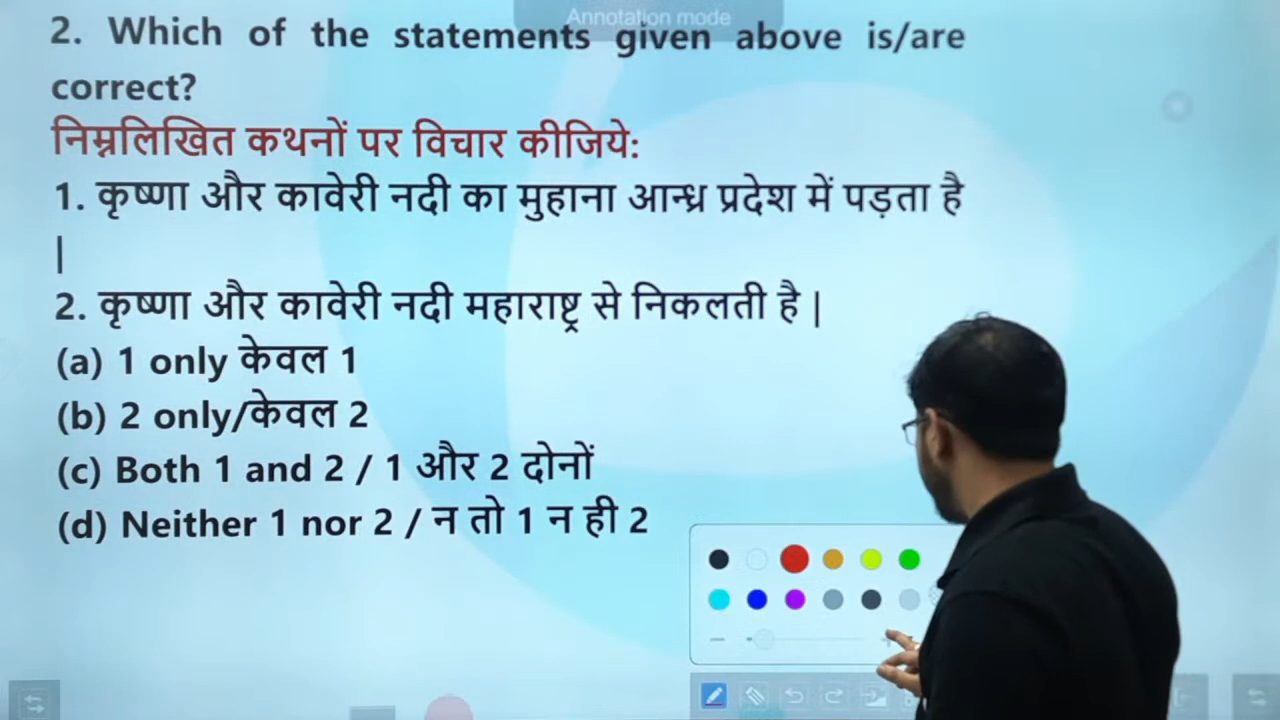 Annotation mode
2. Which of the statements given above is/are
correct?
निम्नलिखित कथनों पर विचार कीजिये:
1. कृष्णा और कावेरी नदी का मुहाना आन्ध्र प्रदेश में पड़ता है
|
2. कृष्णा और कावेरी नदी महाराष्ट्र से निकलती है |
(a) 1 only केवल 1
(b) 2 only/केवल 2
(c) Both 1 and 2 / 1 और 2 दोनों
(d) Neither 1 nor 2 / न तो 1 न ही 2